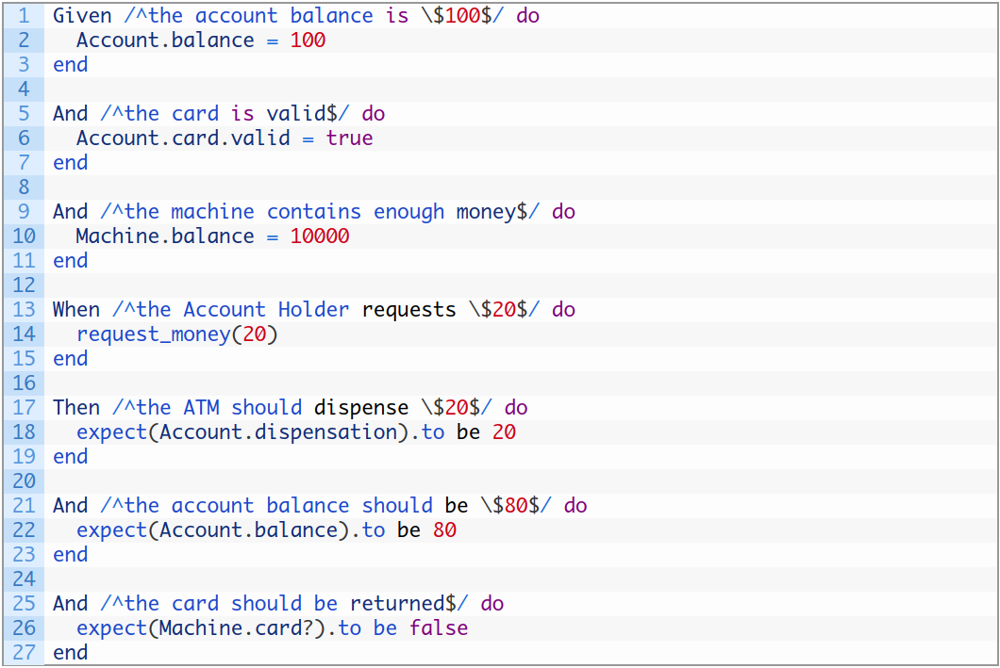 1 Given /^the account balance is \$100$/ do
2   Account.balance = 100
3 end
4
5 And /^the card is valid$/ do
6   Account.card.valid = true
7 end
8
9 And /^the machine contains enough money$/ do
10   Machine.balance = 10000
11 end
12
13 When /^the Account Holder requests \$20$/ do
14   request_money(20)
15 end
16
17 Then /^the ATM should dispense \$20$/ do
18   expect(Account.dispensation).to be 20
19 end
20
21 And /^the account balance should be \$80$/ do
22   expect(Account.balance).to be 80
23 end
24
25 And /^the card should be returned$/ do
26   expect(Machine.card?).to be false
27 end